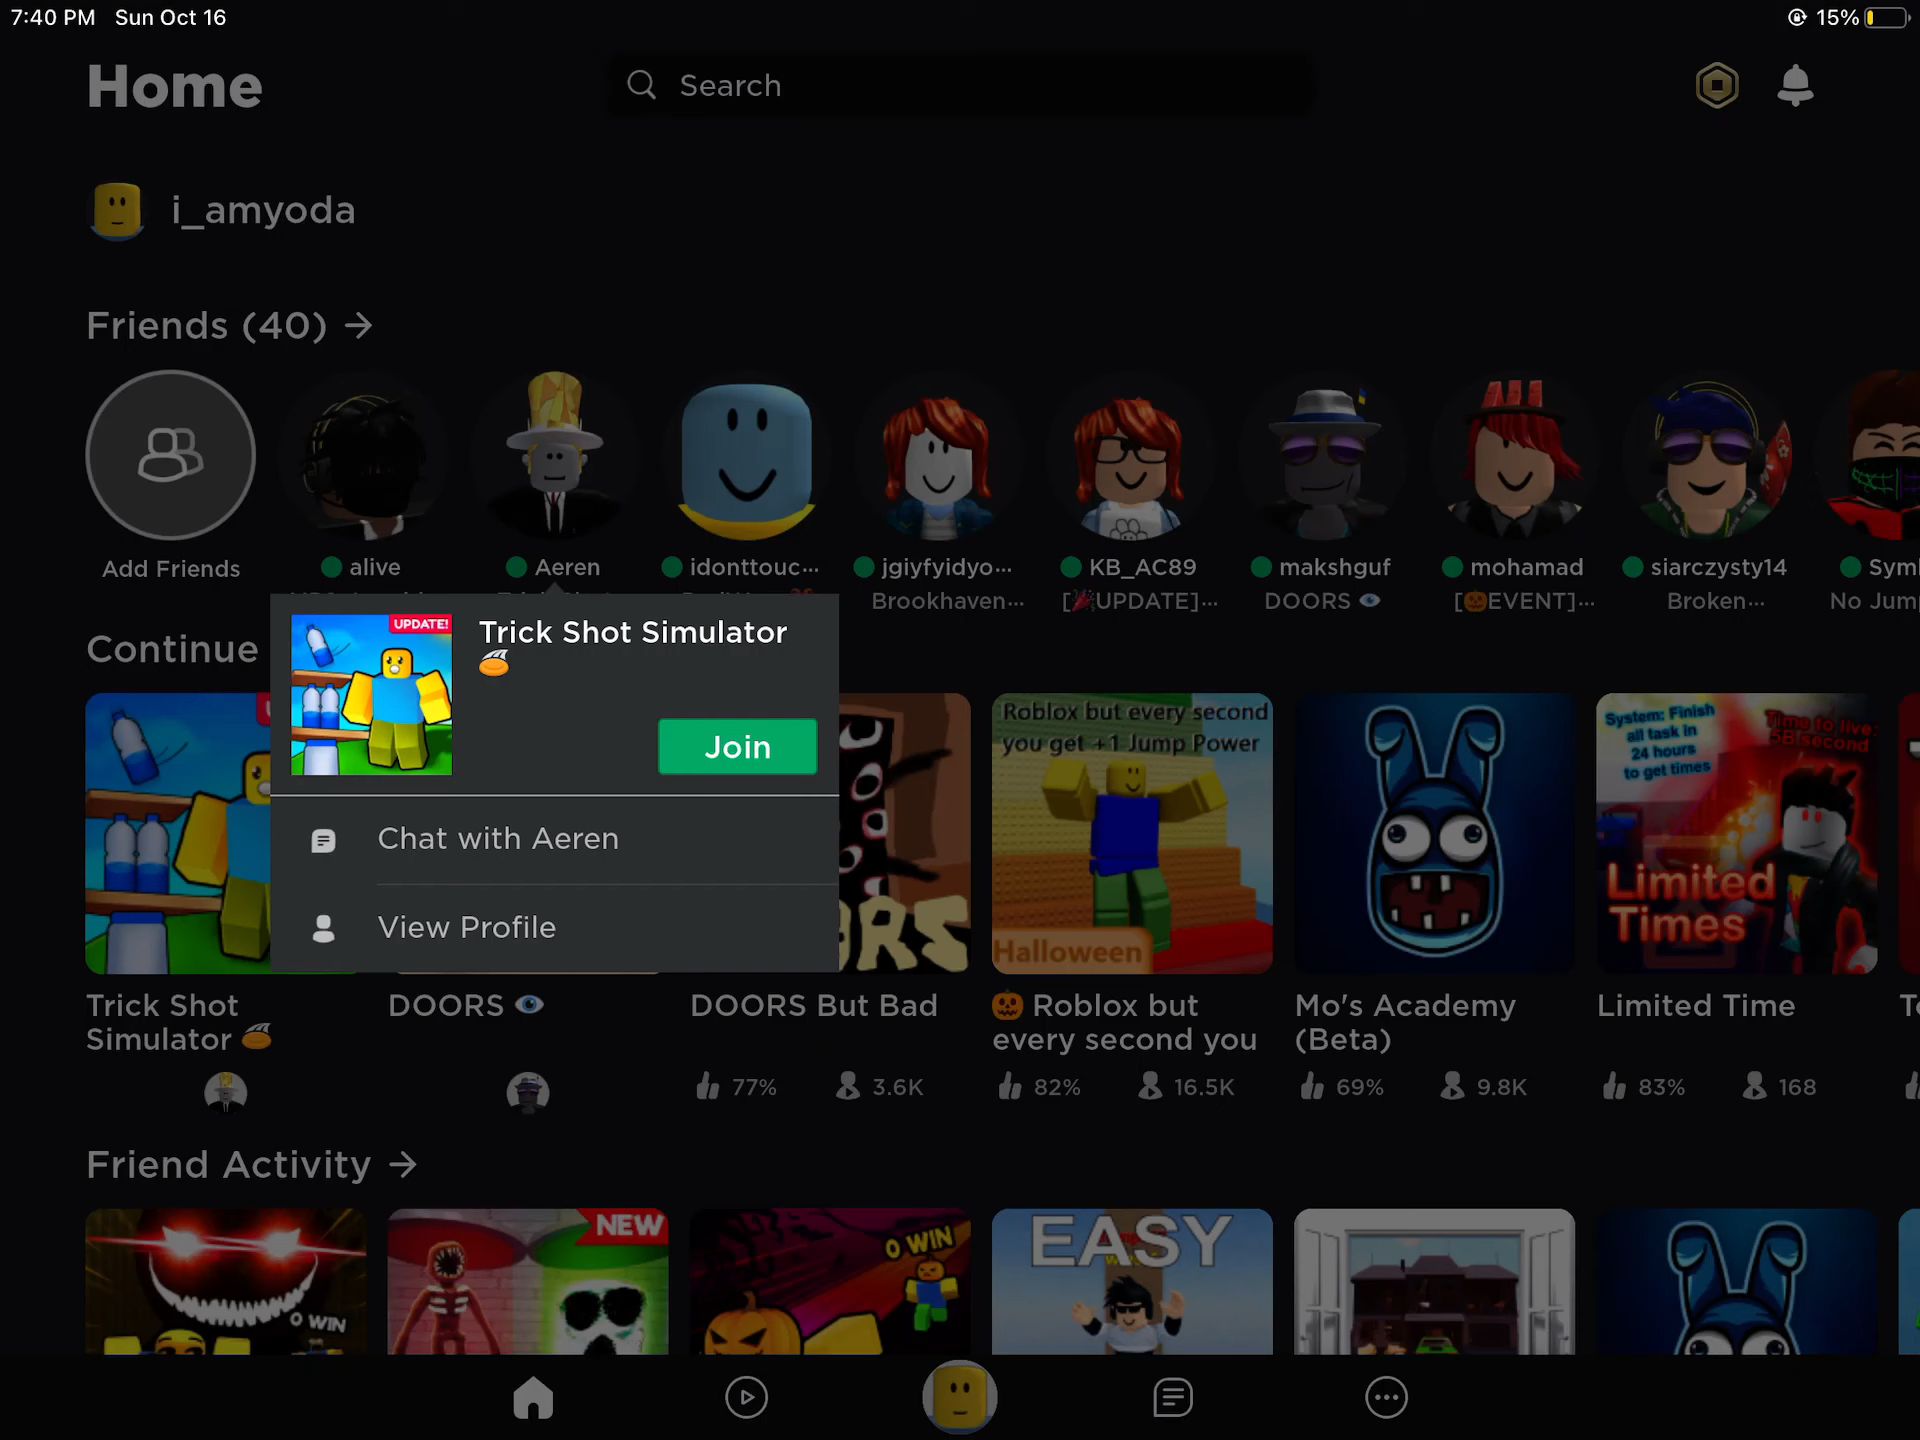 7:40 PM Sun Oct 16
15%
Home
Search
i_amyoda
Friends (40)
Add Friends
alive
Aeren
idonttouc...
jgiyfyidyo...
KB_AC89
makshguf
mohamad
siarczysty14
Brookhaven...
[🎉UPDATE]...
DOORS 👁
[🎃EVENT]...
Broken...
Continue
UPDATE!
Trick Shot Simulator
Join
Chat with Aeren
View Profile
Roblox but every second
you get +1 Jump Power
Halloween
System: Finish
all task in
24 hours
to get times
Time to live:
5B second
Limited
Times
Trick Shot
Simulator
DOORS 👁
DOORS But Bad
🎃 Roblox but
every second you
Mo's Academy
(Beta)
Limited Time
77% 3.6K
82% 16.5K
69% 9.8K
83% 168
Friend Activity
0 WIN
NEW
0 WIN
EASY